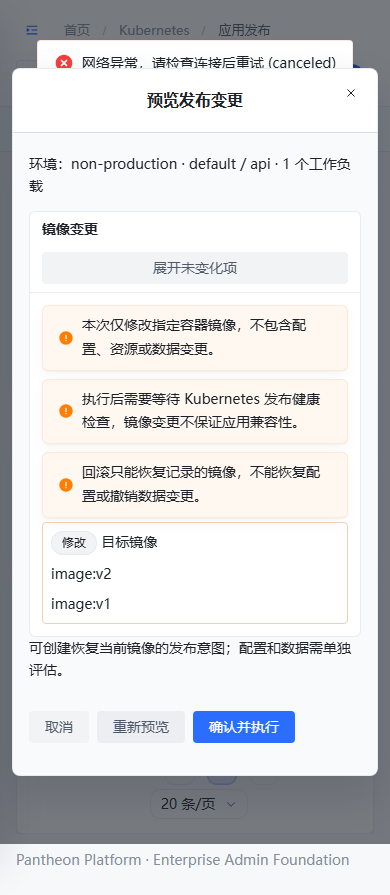 首页 / Kubernetes / 应用发布
网络异常，请检查连接后重试 (canceled)
预览发布变更
环境：non-production · default / api · 1 个工作负
载
镜像变更
展开未变化项
本次仅修改指定容器镜像，不包含配
置、资源或数据变更。
执行后需要等待 Kubernetes 发布健康
检查，镜像变更不保证应用兼容性。
回滚只能恢复记录的镜像，不能恢复配
置或撤销数据变更。
修改 目标镜像
image:v2
image:v1
可创建恢复当前镜像的发布意图；配置和数据需单独
评估。
取消 重新预览 确认并执行
20 条/页
Pantheon Platform · Enterprise Admin Foundation